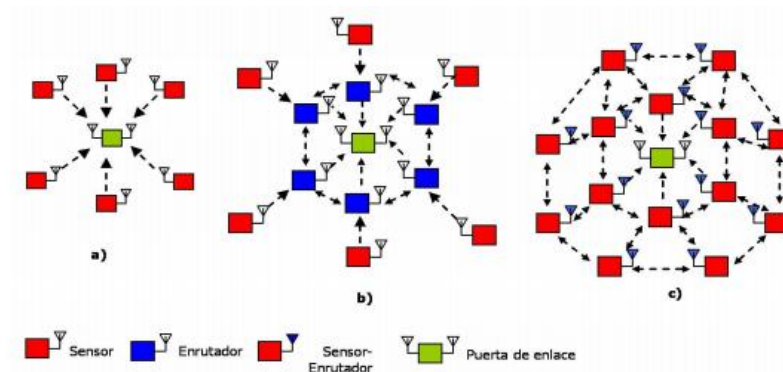 a)
b)
c)
Sensor
Enrutador
Sensor-
Enrutador
Puerta de enlace